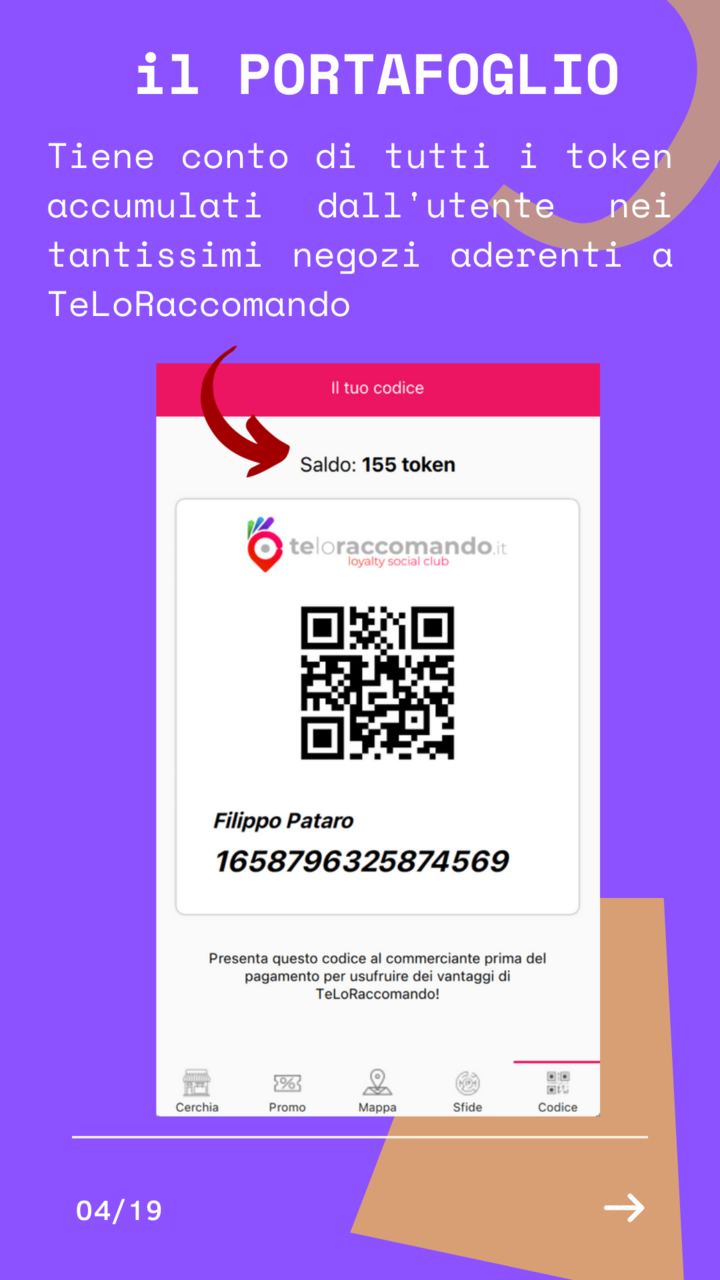 il PORTAFOGLIO
Tiene conto di tutti i token
accumulati dall'utente nei
tantissimi negozi aderenti a
TeLoRaccomando
Il tuo codice
Saldo: 155 token
teloraccomando.it
loyalty social club
Filippo Pataro
1658796325874569
Presenta questo codice al commerciante prima del
pagamento per usufruire dei vantaggi di
TeLoRaccomando!
Cerchia Promo Mappa Sfide Codice
04/19